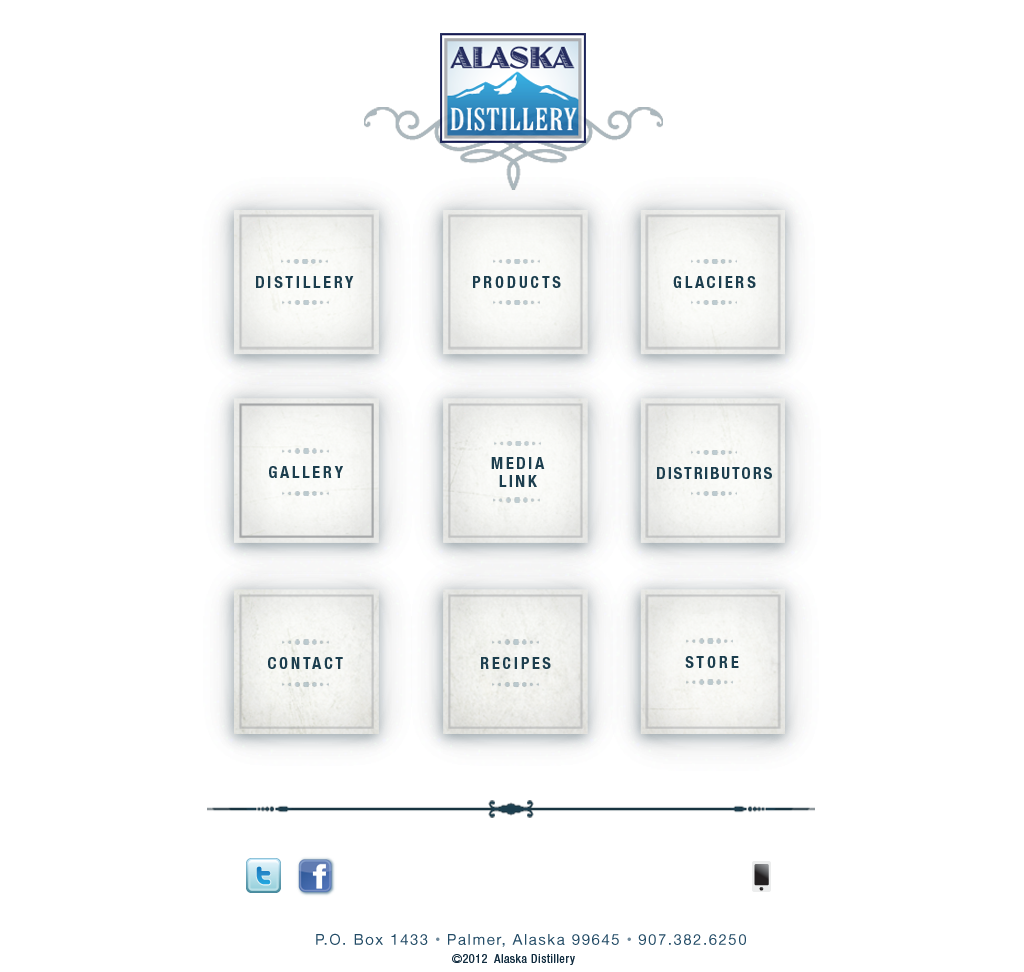 ALASKA
DISTILLERY
DISTILLERY
PRODUCTS
GLACIERS
GALLERY
MEDIA
LINK
DISTRIBUTORS
CONTACT
RECIPES
STORE
P.O. Box 1433 • Palmer, Alaska 99645 • 907.382.6250
©2012 Alaska Distillery